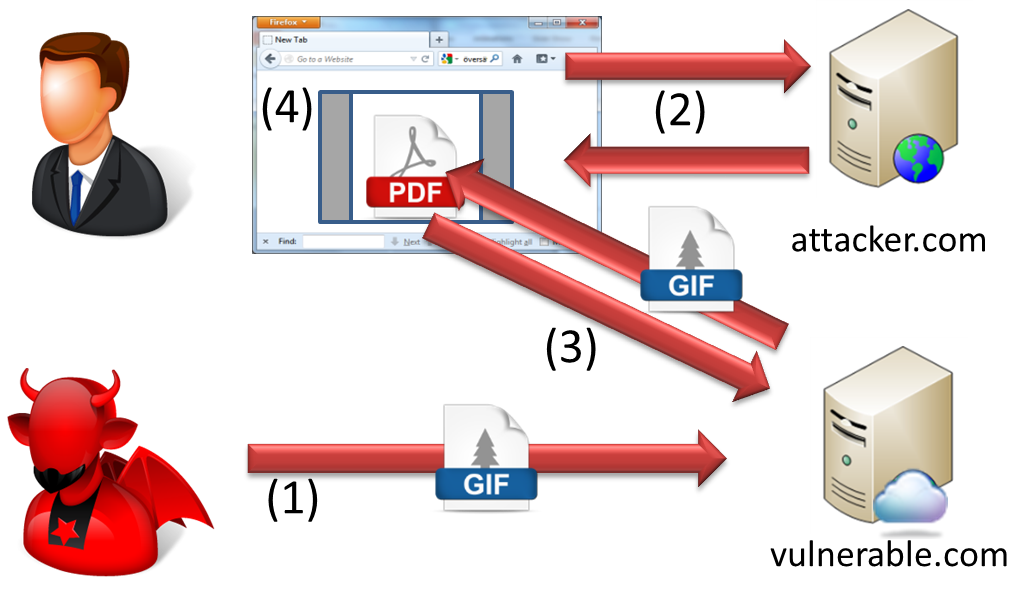 Firefox
New Tab
+
Go to a Website
översä
(4)
PDF
(2)
attacker.com
× Find:
Next
ghlight all
GIF
(3)
GIF
(1)
vulnerable.com